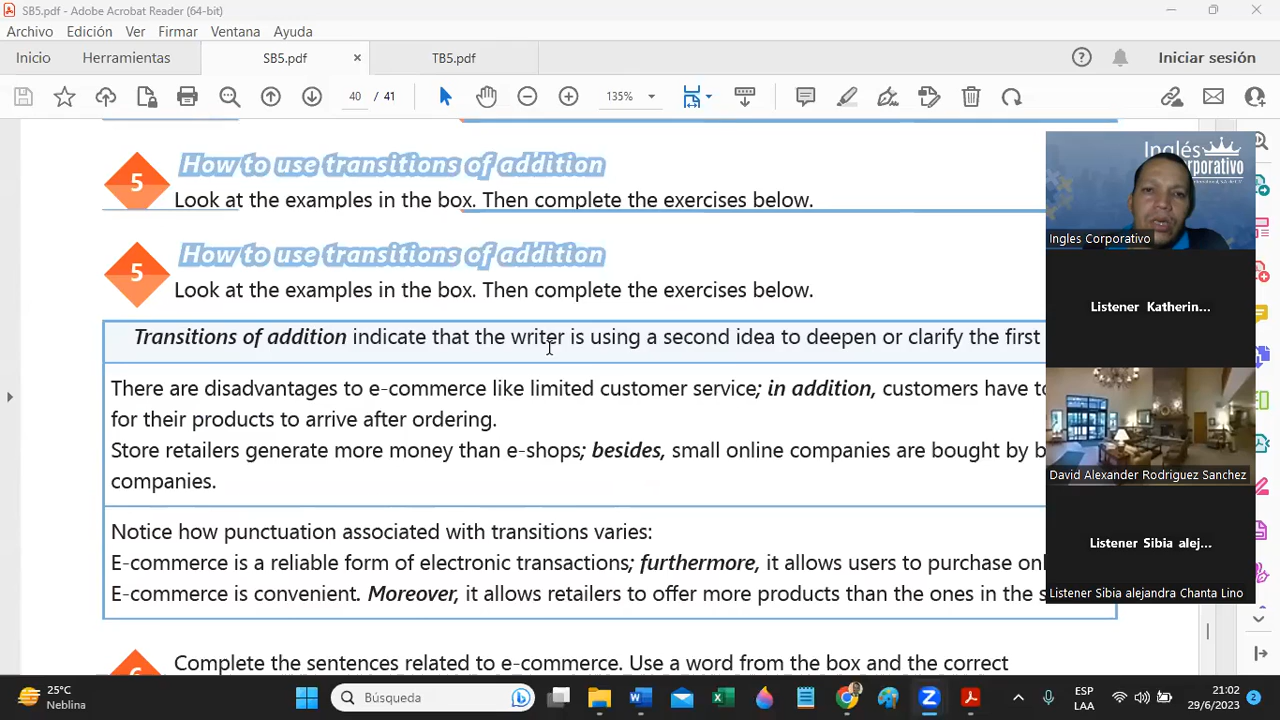 SB5.pdf - Adobe Acrobat Reader (64-bit)
Archivo Edición Ver Firmar Ventana Ayuda
Inicio Herramientas SB5.pdf TB5.pdf Iniciar sesión
40 / 41 135%
5 How to use transitions of addition
Look at the examples in the box. Then complete the exercises below.
5 How to use transitions of addition
Look at the examples in the box. Then complete the exercises below.
Transitions of addition indicate that the writer is using a second idea to deepen or clarify the first
There are disadvantages to e-commerce like limited customer service; in addition, customers have
for their products to arrive after ordering.
Store retailers generate more money than e-shops; besides, small online companies are bought by
companies.
Notice how punctuation associated with transitions varies:
E-commerce is a reliable form of electronic transactions; furthermore, it allows users to purchase
E-commerce is convenient. Moreover, it allows retailers to offer more products than the ones in the
Complete the sentences related to e-commerce. Use a word from the box and the correct
Inglés
Corporativo
Ingles Corporativo
Listener Katherin...
David Alexander Rodriguez Sanchez
Listener Sibia alej...
Listener Sibia alejandra Chanta Lino
25°C
Neblina
Búsqueda
ESP
LAA
21:02
29/6/2023
2